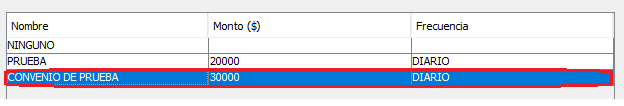 Nombre Monto ($) Frecuencia
NINGUNO
PRUEBA 20000 DIARIO
CONVENIO DE PRUEBA 30000 DIARIO